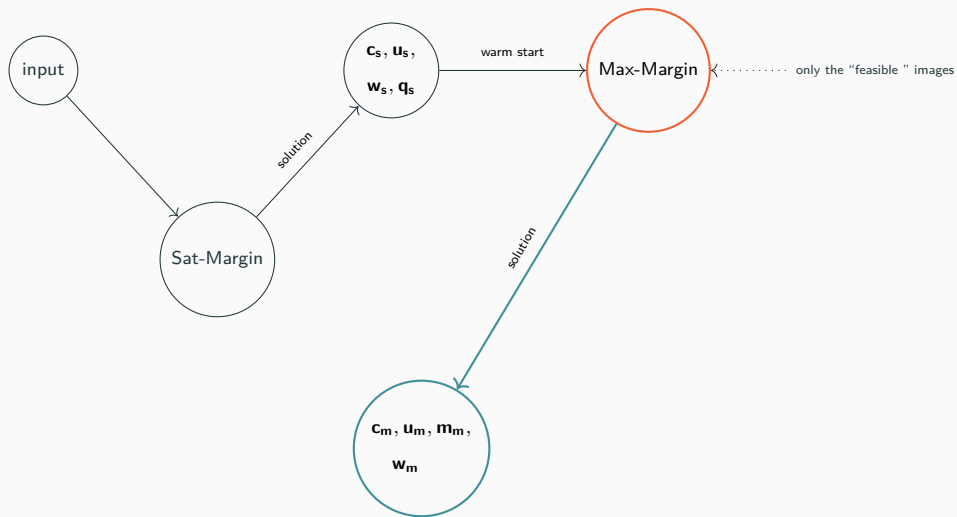 input
c_s, u_s,
w_s, q_s
warm start
Max-Margin
only the “feasible ” images
solution
Sat-Margin
solution
c_m, u_m, m_m,
w_m